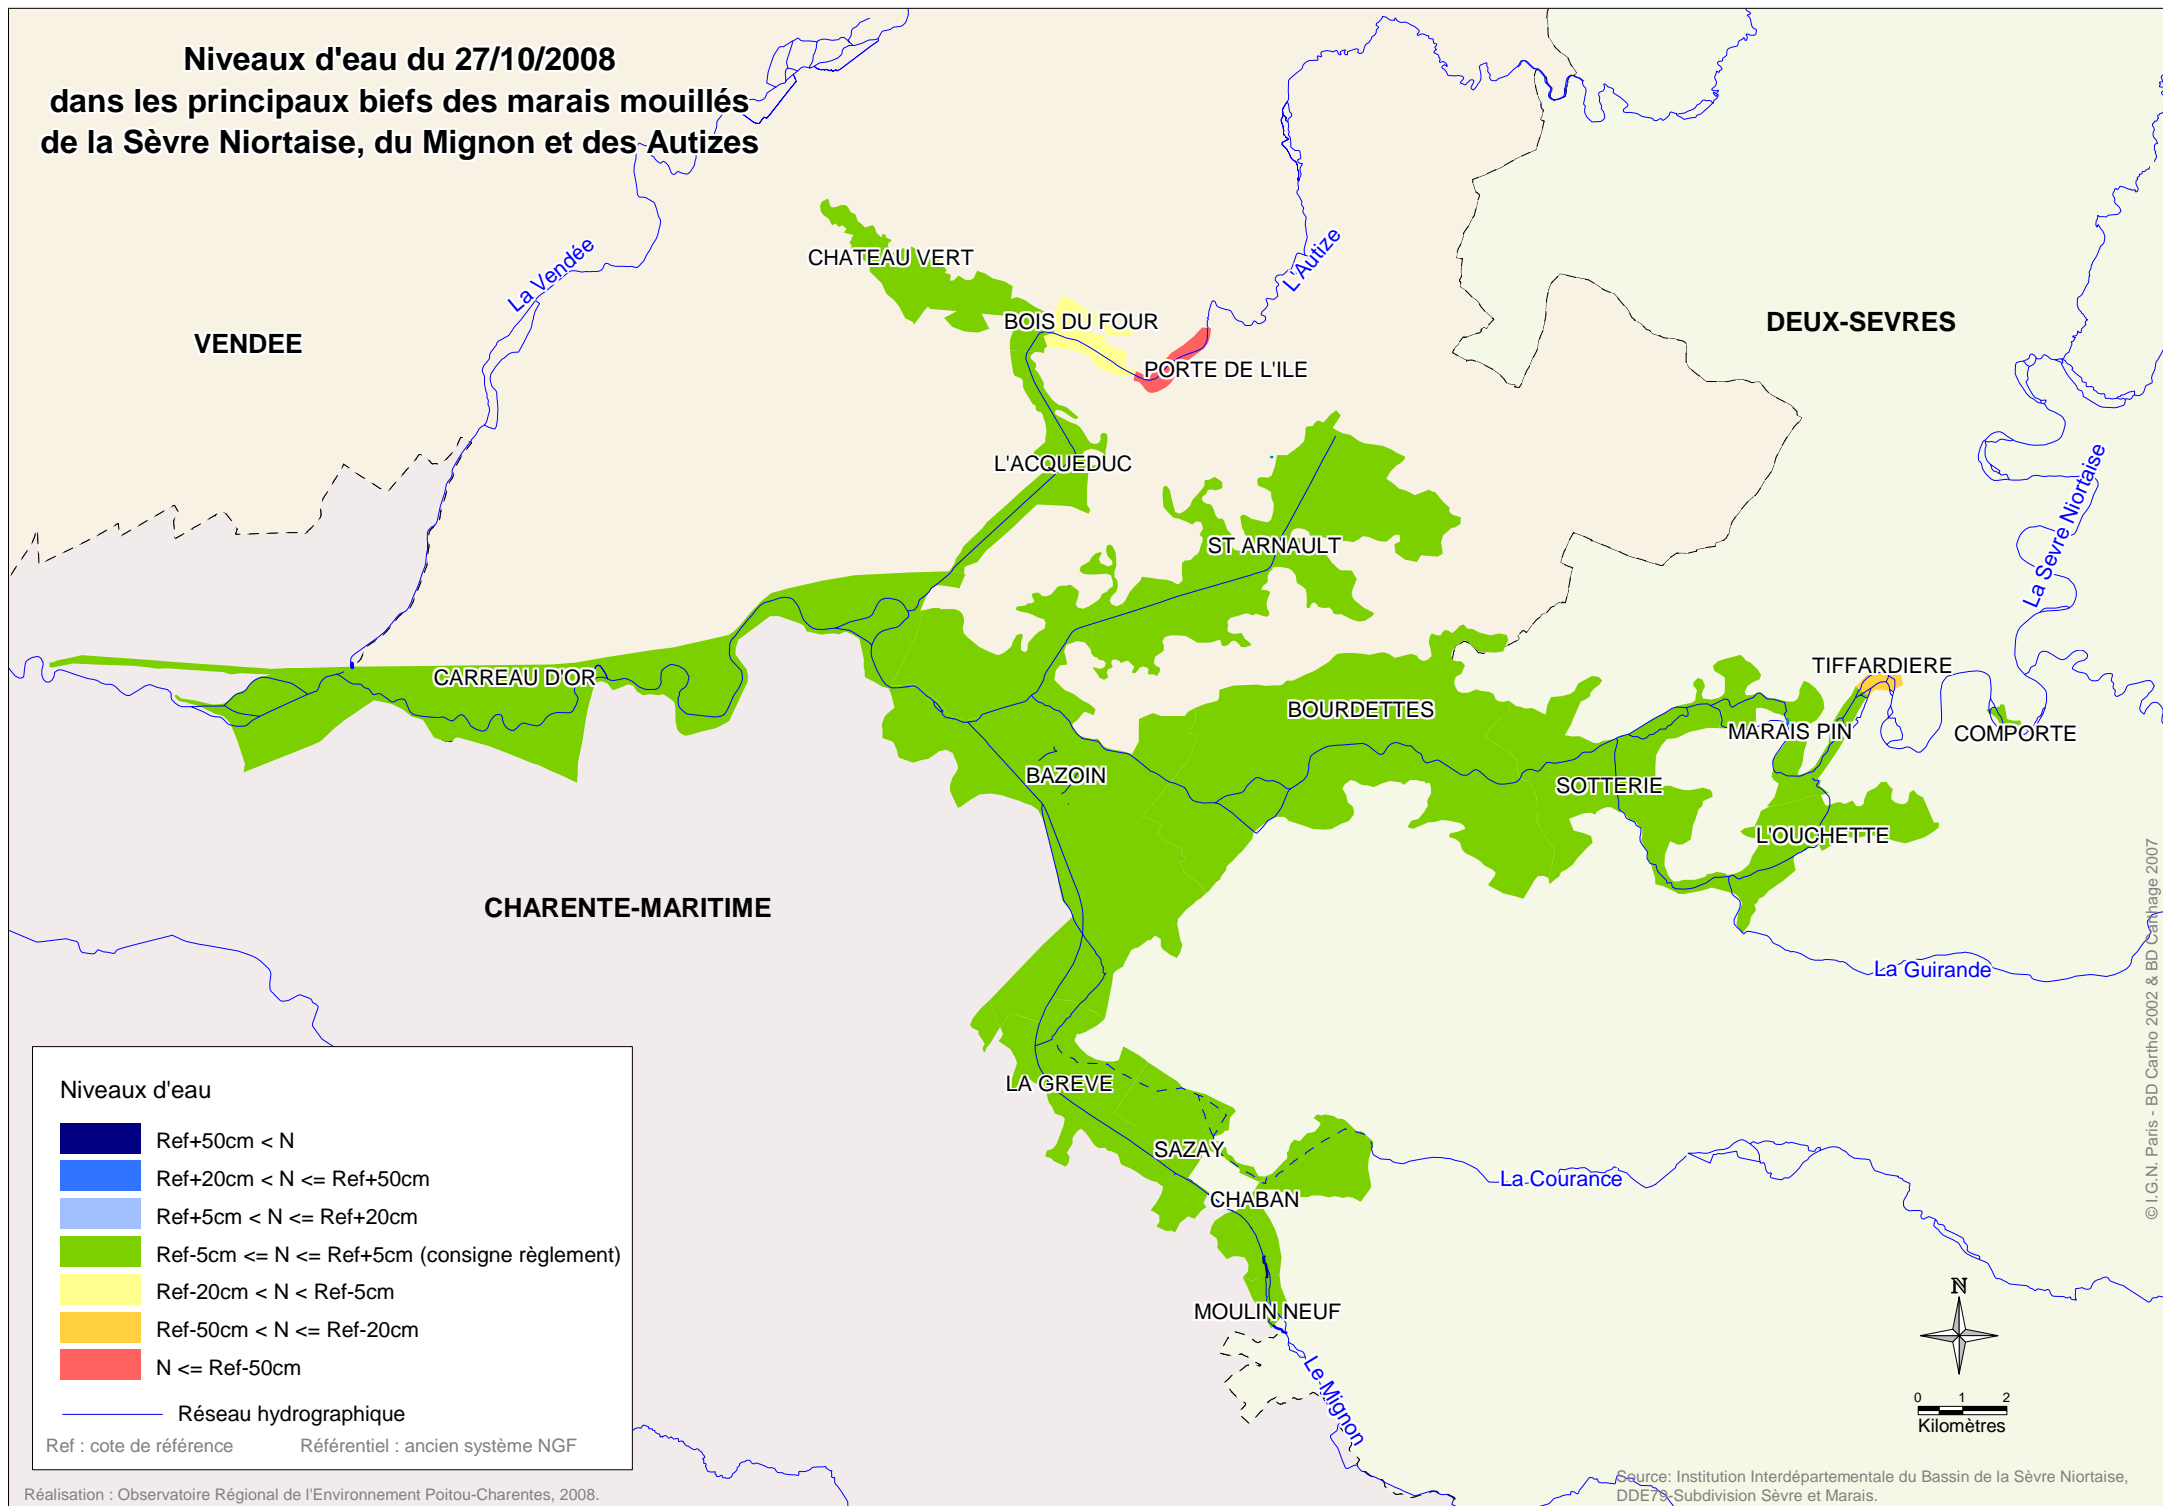 Niveaux d'eau du 27/10/2008
dans les principaux biefs des marais mouillés
de la Sèvre Niortaise, du Mignon et des Autizes
La Vendée
L'Autize
CHATEAU VERT
VENDEE
BOIS DU FOUR
DEUX-SEVRES
PORTE DE L'ILE
L'ACQUEDUC
La Sèvre Niortaise
ST ARNAULT
CARREAU D'OR
TIFFARDIERE
BOURDETTES
MARAIS PIN
COMPORTE
BAZOIN
SOTTERIE
L'OUCHETTE
CHARENTE-MARITIME
La Guirande
LA GREVE
SAZAY
La Courance
CHABAN
MOULIN NEUF
Le Mignon
Niveaux d'eau
Ref+50cm < N
Ref+20cm < N <= Ref+50cm
Ref+5cm < N <= Ref+20cm
Ref-5cm <= N <= Ref+5cm (consigne règlement)
Ref-20cm < N < Ref-5cm
Ref-50cm < N <= Ref-20cm
N <= Ref-50cm
Réseau hydrographique
Ref : cote de référence Référentiel : ancien système NGF
N
0 1 2
Kilomètres
© I.G.N. Paris - BD Cartho 2002 & BD Carthage 2007
Réalisation : Observatoire Régional de l'Environnement Poitou-Charentes, 2008.
Source: Institution Interdépartementale du Bassin de la Sèvre Niortaise,
DDE79-Subdivision Sèvre et Marais.